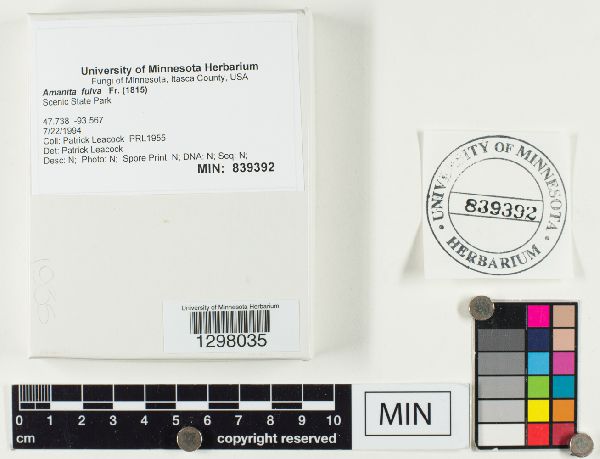 University of Minnesota Herbarium
Fungi of Minnesota, Itasca County, USA
Amanita fulva Fr. (1815)
Scenic State Park
47.738 -93.567
7/22/1994
Coll: Patrick Leacock PRL1955
Det: Patrick Leacock
Desc: N; Photo: N; Spore Print N; DNA: N; Seq N;
MIN: 839392
UNIVERSITY OF MINNESOTA
839392
HERBARIUM
University of Minnesota Herbarium
1298035
0 1 2 3 4 5 6 7 8 9 10
cm
copyright reserved
MIN